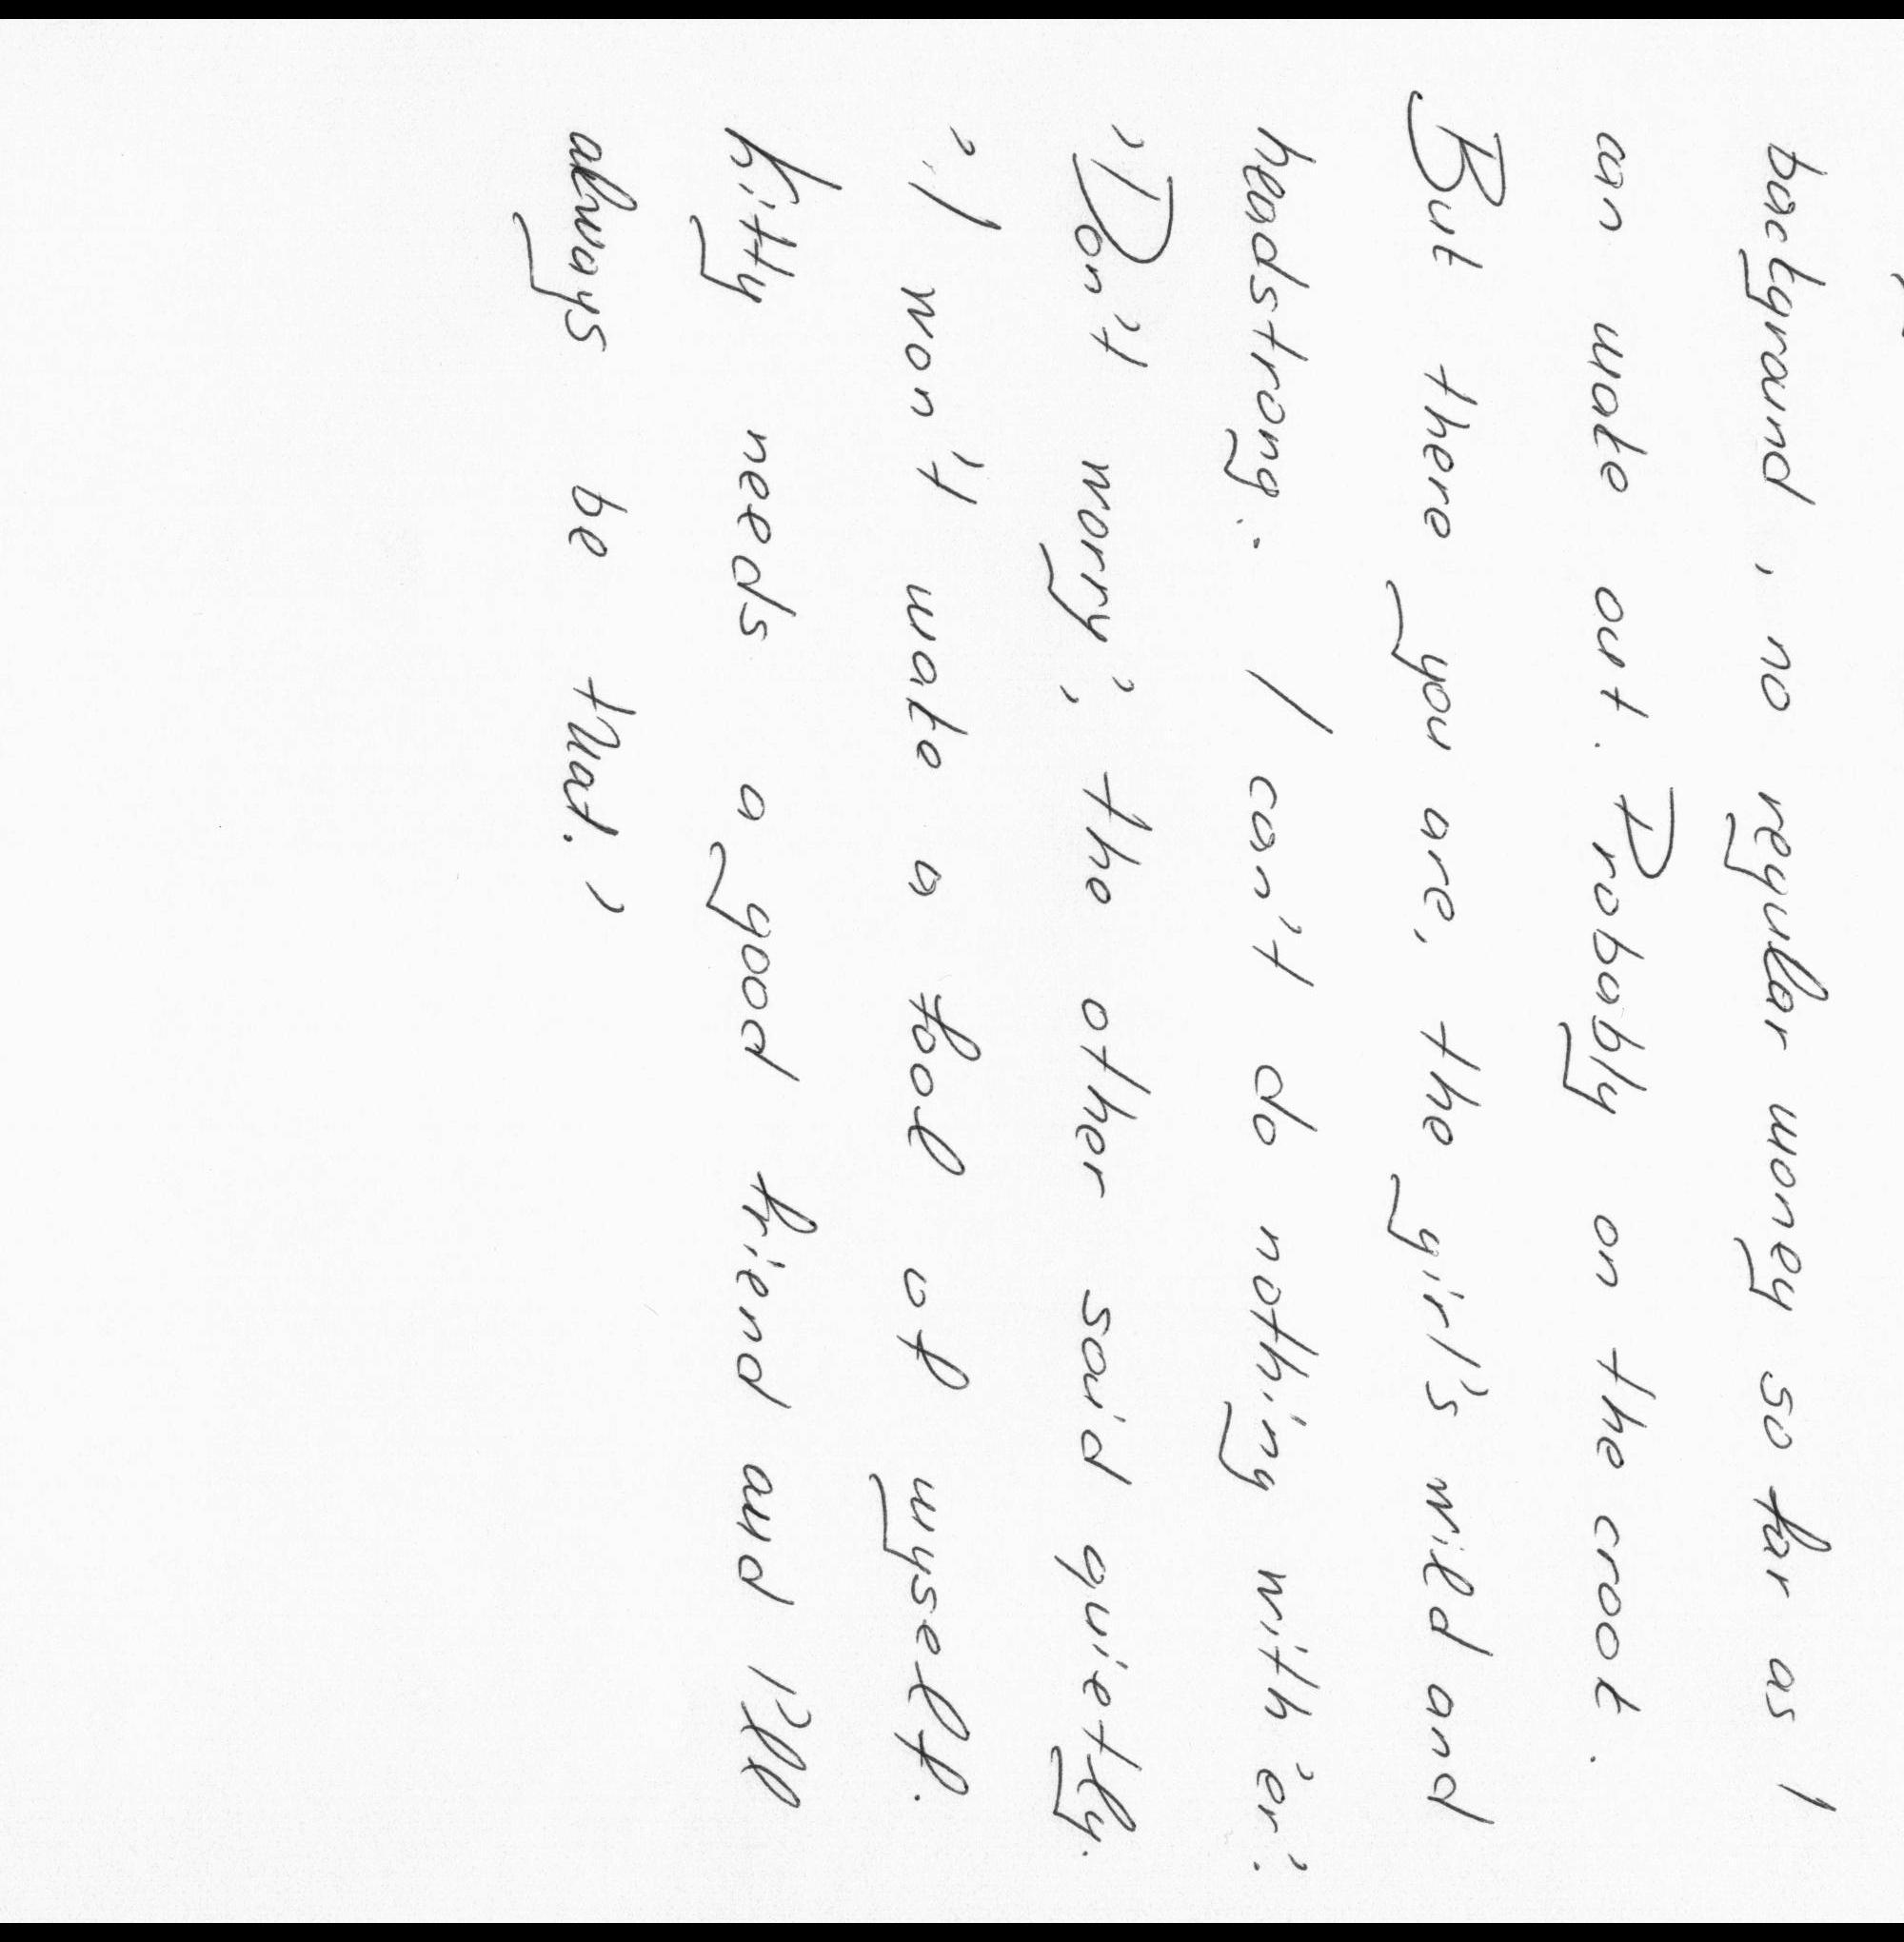 background, no regular money so far as I
can make out. Probably on the crook.
But there you are, the girl's wild and
headstrong. I can't do nothing with 'er.'
'Don't worry,' the other said quietly.
'I won't make a fool of myself.
Kitty needs a good friend and I'll
always be that.'